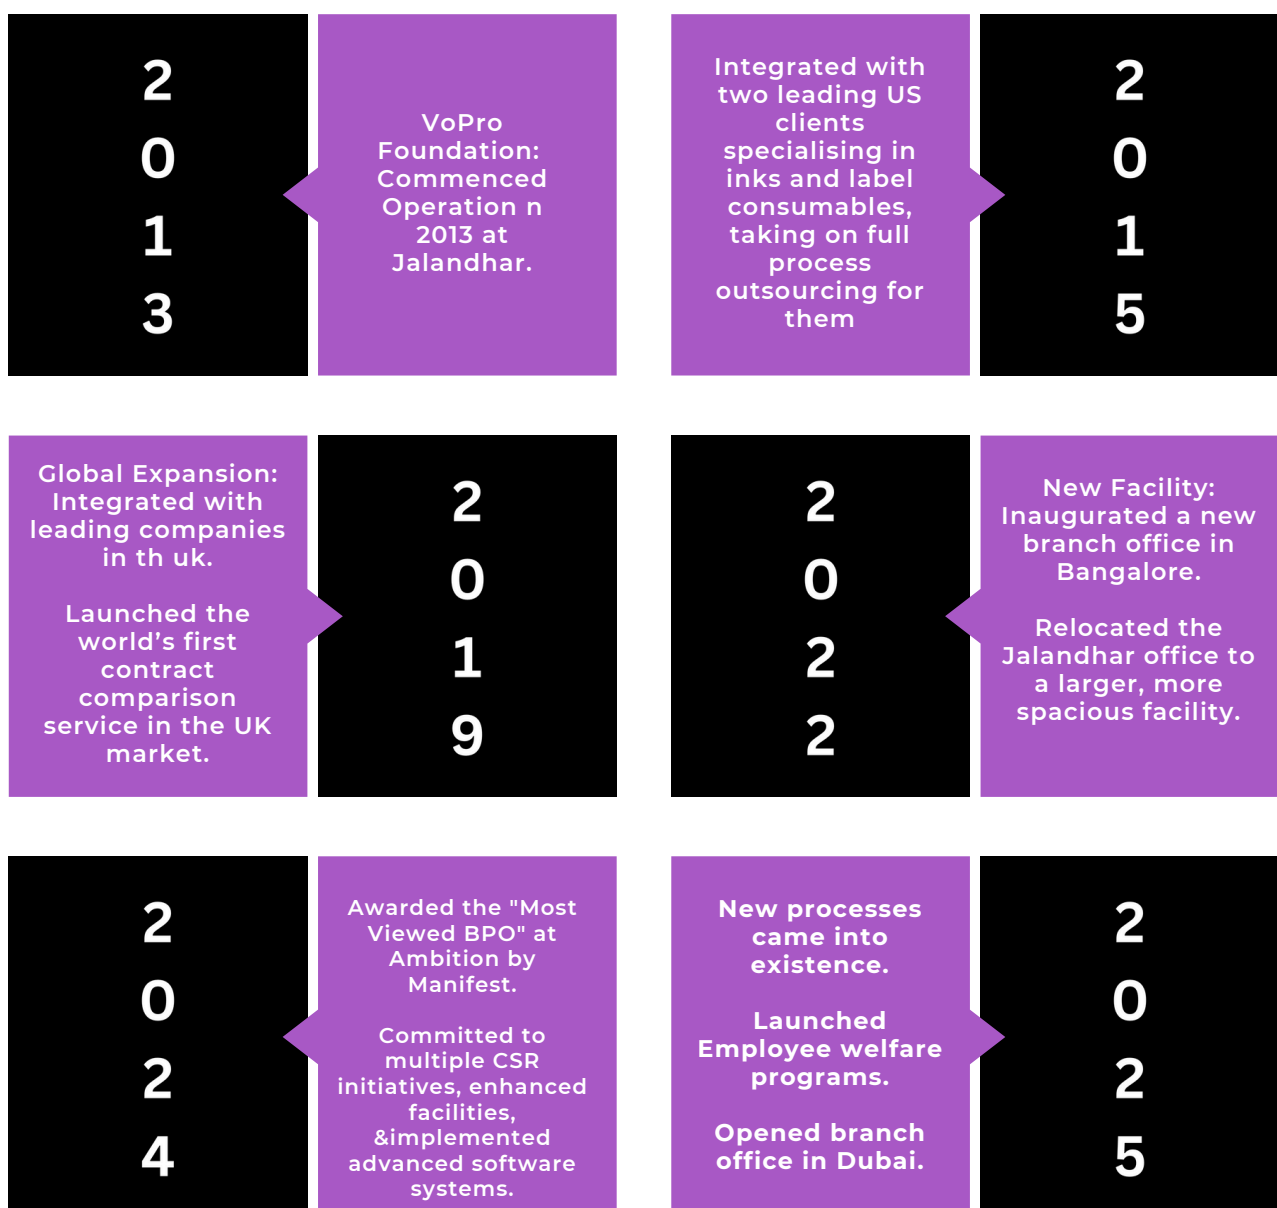 2
0
1
3
VoPro
Foundation:
Commenced
Operation n
2013 at
Jalandhar.
Integrated with
two leading US
clients
specialising in
inks and label
consumables,
taking on full
process
outsourcing for
them
2
0
1
5
Global Expansion:
Integrated with
leading companies
in th uk.
Launched the
world’s first
contract
comparison
service in the UK
market.
2
0
1
9
2
0
2
2
New Facility:
Inaugurated a new
branch office in
Bangalore.
Relocated the
Jalandhar office to
a larger, more
spacious facility.
2
0
2
4
Awarded the "Most
Viewed BPO" at
Ambition by
Manifest.
Committed to
multiple CSR
initiatives, enhanced
facilities,
&implemented
advanced software
systems.
New processes
came into
existence.
Launched
Employee welfare
programs.
Opened branch
office in Dubai.
2
0
2
5